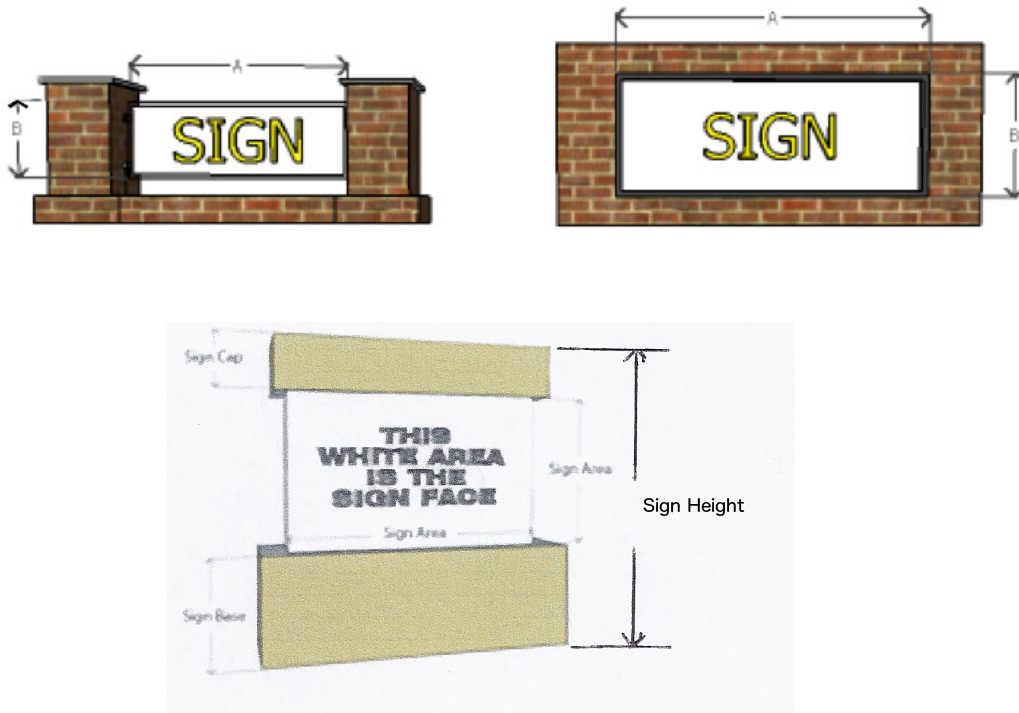 A
B
SIGN
A
B
SIGN
Sign Cap
THIS
WHITE AREA
IS THE
SIGN FACE
Sign Area
Sign Area
Sign Height
Sign Base